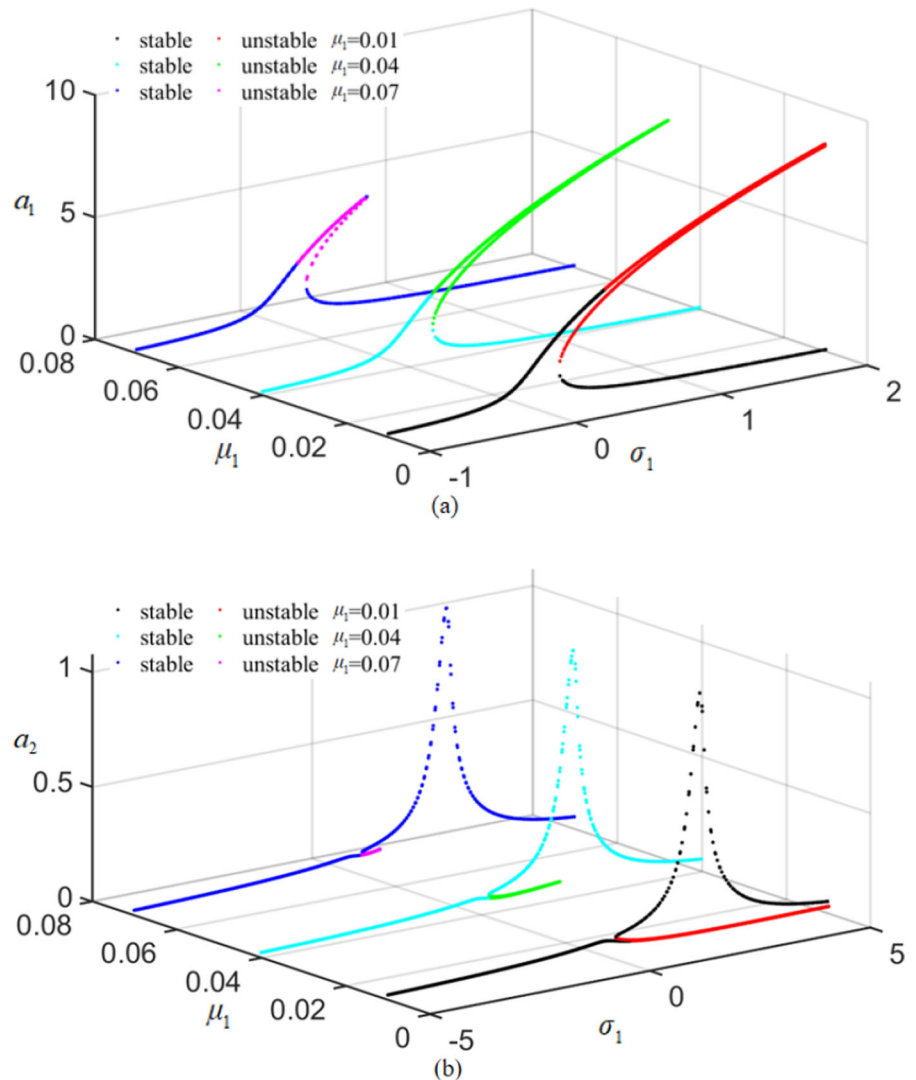 (a)
stable unstable μ₁=0.01
stable unstable μ₁=0.04
stable unstable μ₁=0.07
10
5
0
a₁
0.08
0.06
0.04
0.02
0
μ₁
-1
0
1
2
σ₁
(a)
stable unstable μ₁=0.01
stable unstable μ₁=0.04
stable unstable μ₁=0.07
1
0.5
0
a₂
0.08
0.06
0.04
0.02
0
μ₁
-5
0
5
σ₁
(b)